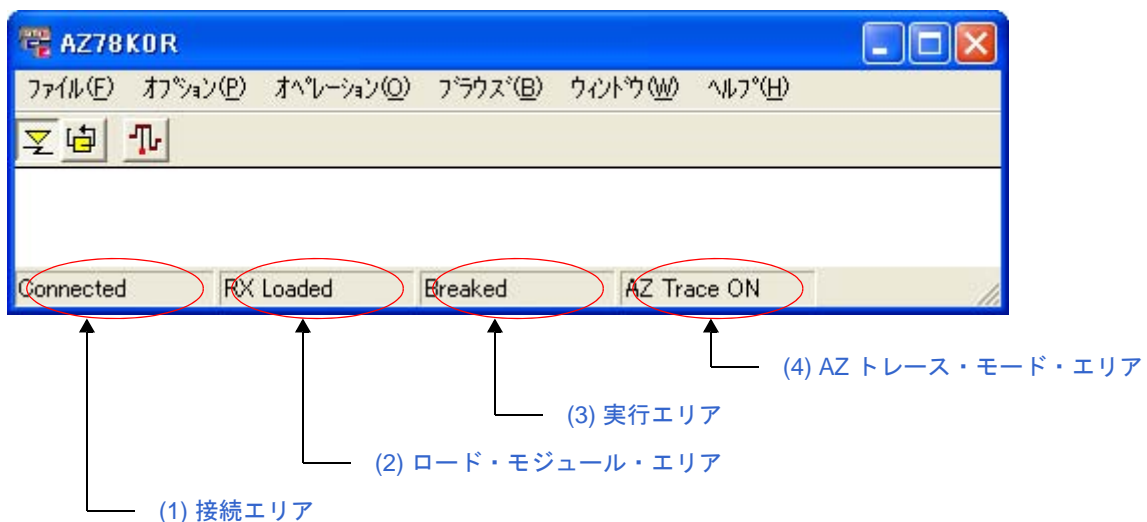 AZ78K0R
ファイル(F) オプション(P) オペレーション(O) ブラウズ(B) ウィンドウ(W) ヘルプ(H)
Connected RX Loaded Breaked AZ Trace ON
(4) AZ トレース・モード・エリア
(3) 実行エリア
(2) ロード・モジュール・エリア
(1) 接続エリア